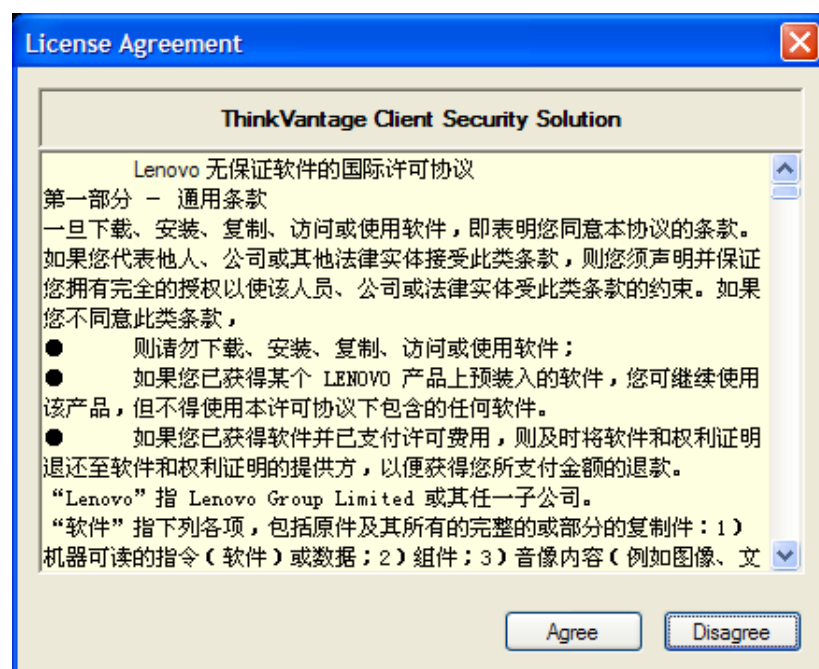 License Agreement
ThinkVantage Client Security Solution
Lenovo 无保证软件的国际许可协议
第一部分 - 通用条款
一旦下载、安装、复制、访问或使用软件，即表明您同意本协议的条款。
如果您代表他人、公司或其他法律实体接受此类条款，则您须声明并保证
您拥有完全的授权以使该人员、公司或法律实体受此类条款的约束。如果
您不同意此类条款，
● 则请勿下载、安装、复制、访问或使用软件；
● 如果您已获得某个 LENOVO 产品上预装入的软件，您可继续使用
该产品，但不得使用本许可协议下包含的任何软件。
● 如果您已获得软件并已支付许可费用，则及时将软件和权利证明
退还至软件和权利证明的提供方，以便获得您所支付金额的退款。
“Lenovo”指 Lenovo Group Limited 或其任一子公司。
“软件”指下列各项，包括原件及其所有的完整的或部分的复制件：1）
机器可读的指令（软件）或数据；2）组件；3）音像内容（例如图像、文
Agree
Disagree